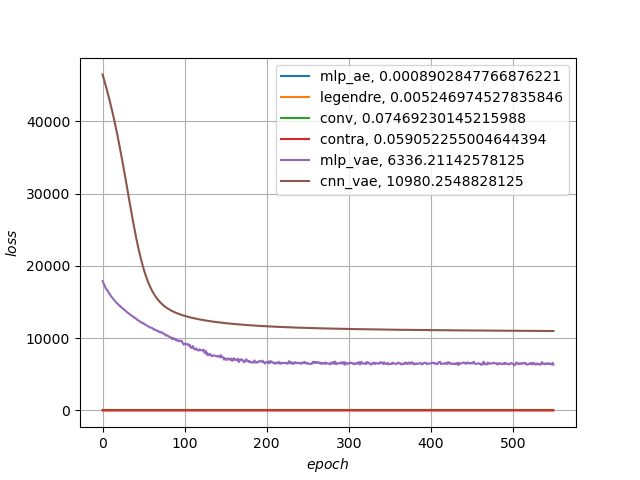 mlp_ae, 0.0008902847766876221
legendre, 0.005246974527835846
conv, 0.07469230145215988
contra, 0.059052255004644394
mlp_vae, 6336.21142578125
cnn_vae, 10980.2548828125
40000
30000
20000
10000
0
loss
0 100 200 300 400 500
epoch